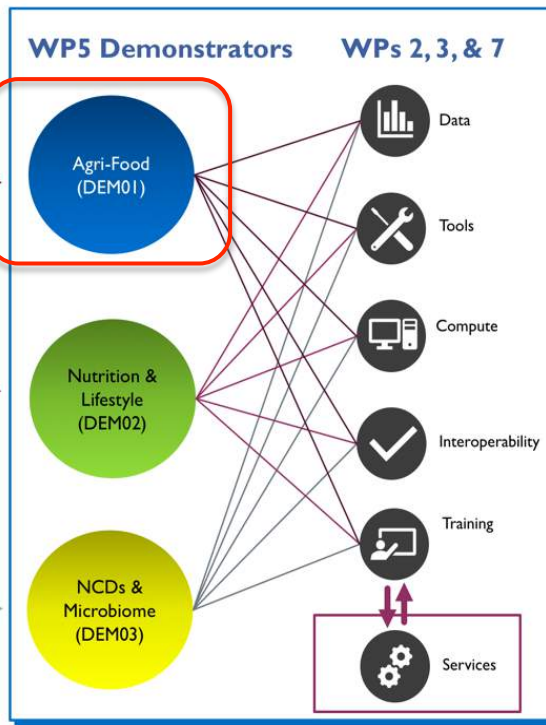 WP5 Demonstrators
WPs 2, 3, & 7
Agri-Food
(DEM01)
Nutrition &
Lifestyle
(DEM02)
NCDs &
Microbiome
(DEM03)
Data
Tools
Compute
Interoperability
Training
Services